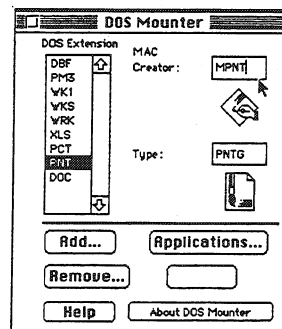 DOS Mounter
DOS Extension
MAC
Creator:
MPNT
DBF
PM3
WK1
WKS
WRK
XLS
PCT
PNT
DOC
Type:
PNTG
Add...
Applications...
Remove...
Help
About DOS Mounter